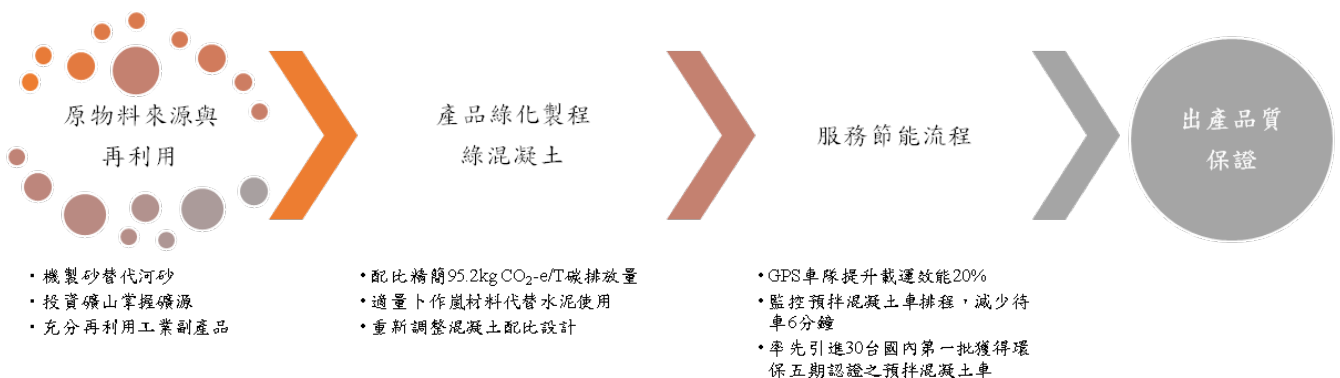 原物料來源與
再利用
• 機製砂替代河砂
• 投資礦山掌握礦源
• 充分再利用工業副產品
產品綠化製程
綠混凝土
• 配比精簡95.2kg CO₂-e/T碳排放量
• 適量卜作嵐材料代替水泥使用
• 重新調整混凝土配比設計
服務節能流程
• GPS車隊提升載運效能20%
• 監控預拌混凝土車排程，減少待
車6分鐘
• 率先引進30台國內第一批獲得環
保五期認證之預拌混凝土車
出產品質
保證